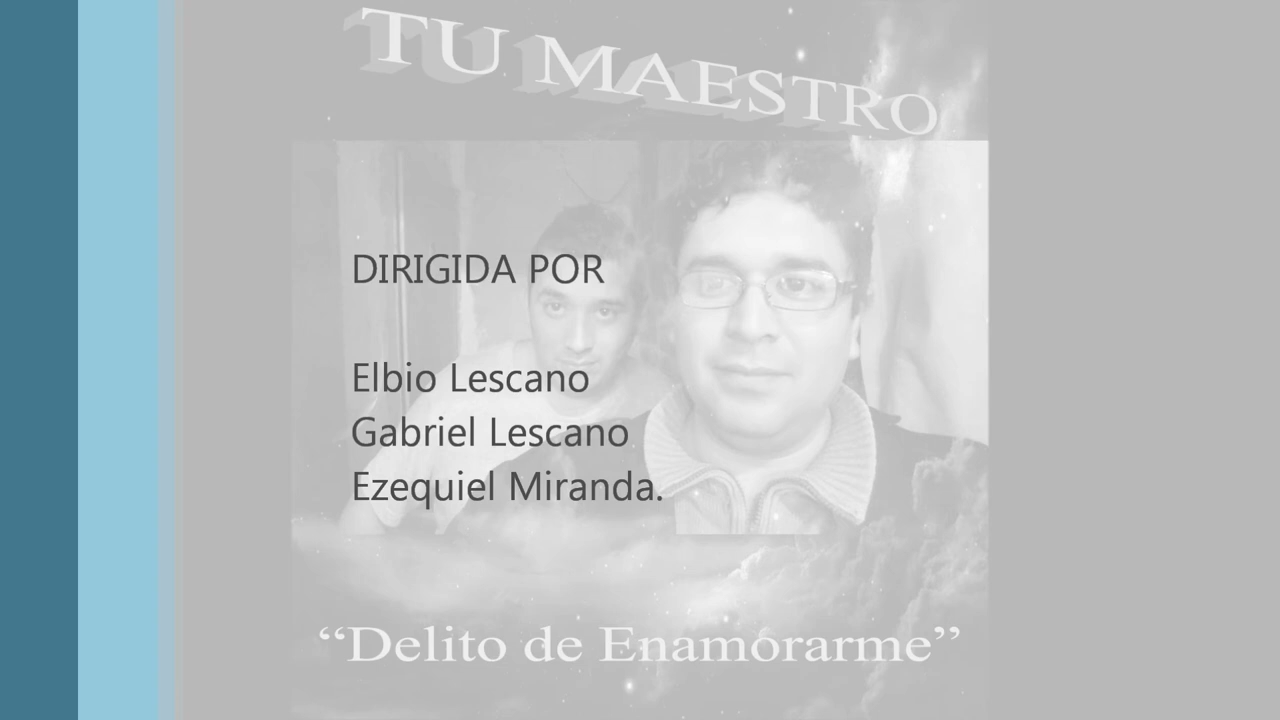 TU MAESTRO
DIRIGIDA POR
Elbio Lescano
Gabriel Lescano
Ezequiel Miranda.
“Delito de Enamorarme”